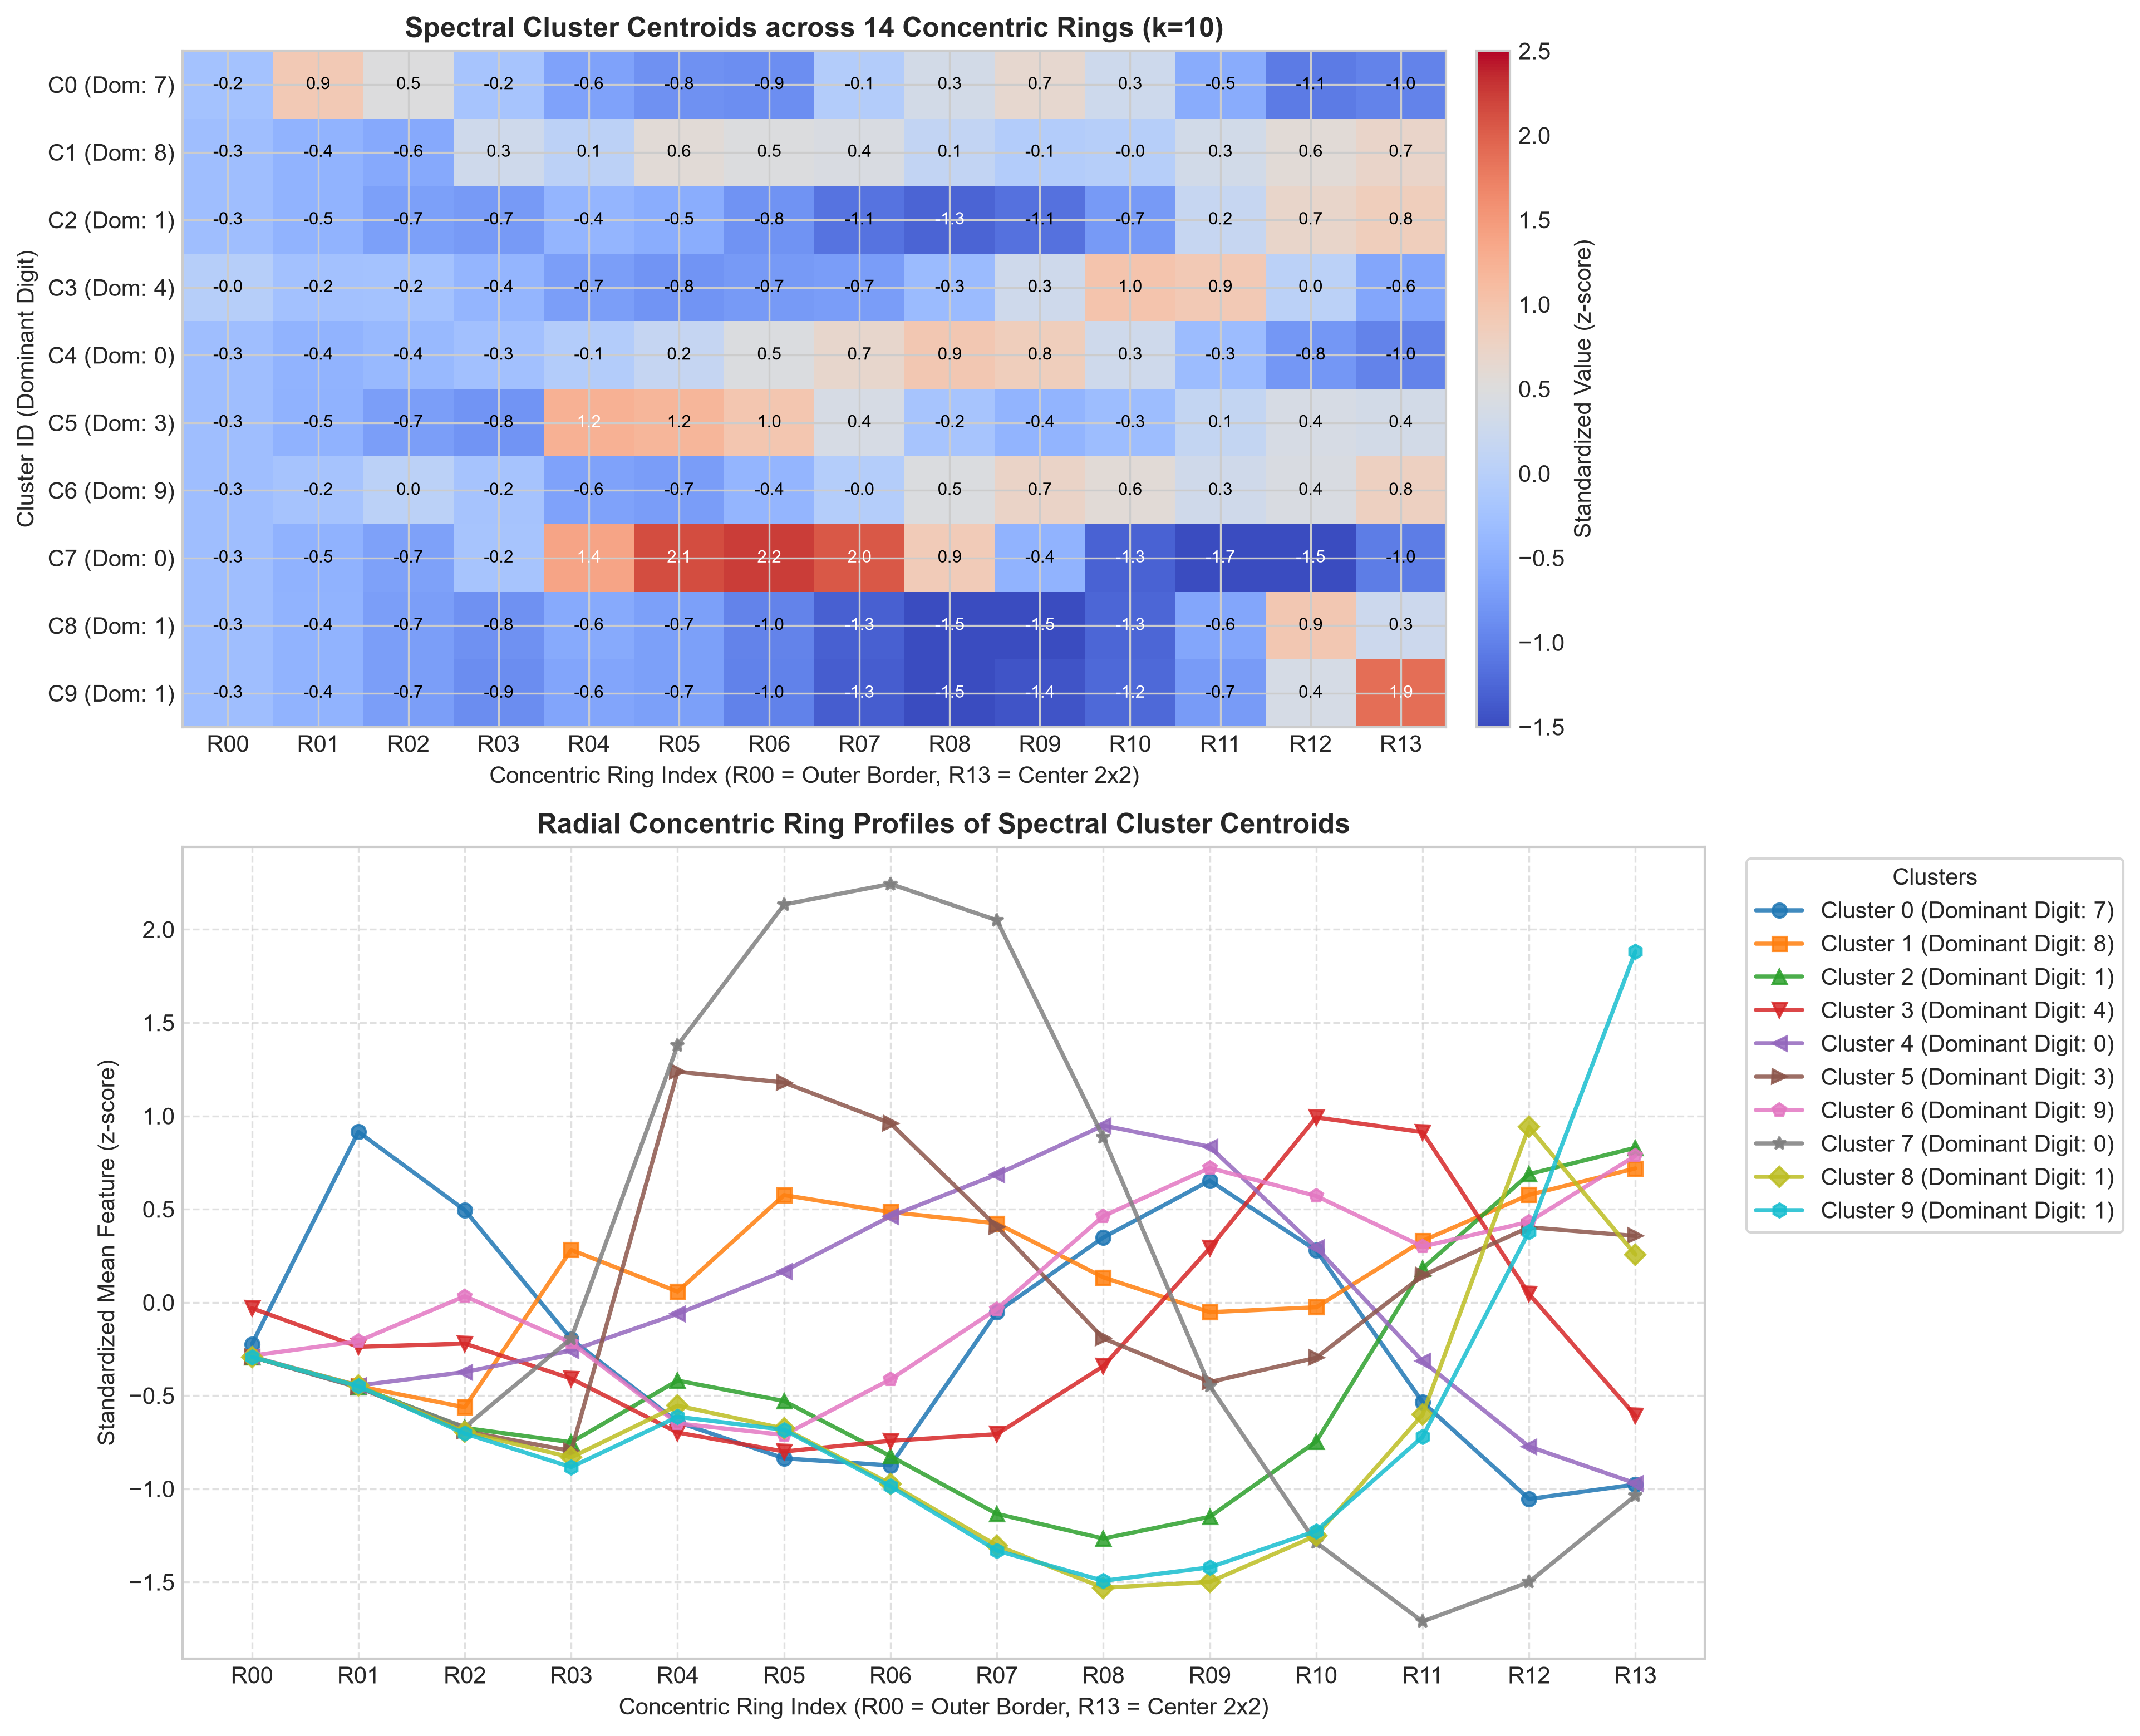 Spectral Cluster Centroids across 14 Concentric Rings (k=10)
Cluster ID (Dominant Digit)
C0 (Dom: 7) -0.2 0.9 0.5 -0.2 -0.6 -0.8 -0.9 -0.1 0.3 0.7 0.3 -0.5 -1.1 -1.0
C1 (Dom: 8) -0.3 -0.4 -0.6 0.3 0.1 0.6 0.5 0.4 0.1 -0.1 -0.0 0.3 0.6 0.7
C2 (Dom: 1) -0.3 -0.5 -0.7 -0.7 -0.4 -0.5 -0.8 -1.1 -1.3 -1.1 -0.7 0.2 0.7 0.8
C3 (Dom: 4) -0.0 -0.2 -0.2 -0.4 -0.7 -0.8 -0.7 -0.7 -0.3 0.3 1.0 0.9 0.0 -0.6
C4 (Dom: 0) -0.3 -0.4 -0.4 -0.3 -0.1 0.2 0.5 0.7 0.9 0.8 0.3 -0.3 -0.8 -1.0
C5 (Dom: 3) -0.3 -0.5 -0.7 -0.8 1.2 1.2 1.0 0.4 -0.2 -0.4 -0.3 0.1 0.4 0.4
C6 (Dom: 9) -0.3 -0.2 0.0 -0.2 -0.6 -0.7 -0.4 -0.0 0.5 0.7 0.6 0.3 0.4 0.8
C7 (Dom: 0) -0.3 -0.5 -0.7 -0.2 1.4 2.1 2.2 2.0 0.9 -0.4 -1.3 -1.7 -1.5 -1.0
C8 (Dom: 1) -0.3 -0.4 -0.7 -0.8 -0.6 -0.7 -1.0 -1.3 -1.5 -1.5 -1.3 -0.6 0.9 0.3
C9 (Dom: 1) -0.3 -0.4 -0.7 -0.9 -0.6 -0.7 -1.0 -1.3 -1.5 -1.4 -1.2 -0.7 0.4 1.9
R00 R01 R02 R03 R04 R05 R06 R07 R08 R09 R10 R11 R12 R13
Concentric Ring Index (R00 = Outer Border, R13 = Center 2x2)
2.5
2.0
1.5
1.0
0.5
0.0
−0.5
−1.0
−1.5
Standardized Value (z-score)
Radial Concentric Ring Profiles of Spectral Cluster Centroids
Standardized Mean Feature (z-score)
2.0
1.5
1.0
0.5
0.0
−0.5
−1.0
−1.5
R00 R01 R02 R03 R04 R05 R06 R07 R08 R09 R10 R11 R12 R13
Concentric Ring Index (R00 = Outer Border, R13 = Center 2x2)
Clusters
Cluster 0 (Dominant Digit: 7)
Cluster 1 (Dominant Digit: 8)
Cluster 2 (Dominant Digit: 1)
Cluster 3 (Dominant Digit: 4)
Cluster 4 (Dominant Digit: 0)
Cluster 5 (Dominant Digit: 3)
Cluster 6 (Dominant Digit: 9)
Cluster 7 (Dominant Digit: 0)
Cluster 8 (Dominant Digit: 1)
Cluster 9 (Dominant Digit: 1)